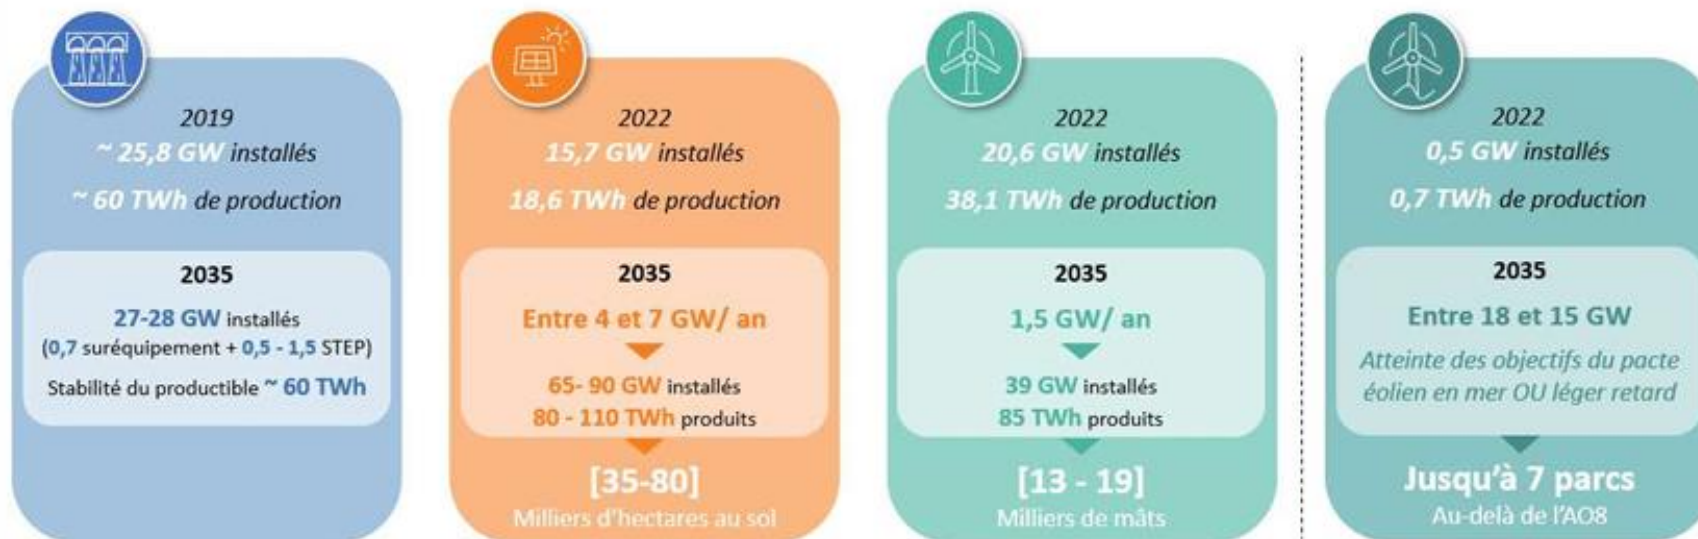 2019
~ 25,8 GW installés
~ 60 TWh de production
2035
27-28 GW installés
(0,7 suréquipement + 0,5 - 1,5 STEP)
Stabilité du productible ~ 60 TWh
2022
15,7 GW installés
18,6 TWh de production
2035
Entre 4 et 7 GW/ an
65- 90 GW installés
80 - 110 TWh produits
[35-80]
Milliers d'hectares au sol
2022
20,6 GW installés
38,1 TWh de production
2035
1,5 GW/ an
39 GW installés
85 TWh produits
[13 - 19]
Milliers de mâts
2022
0,5 GW installés
0,7 TWh de production
2035
Entre 18 et 15 GW
Atteinte des objectifs du pacte
éolien en mer OU léger retard
Jusqu'à 7 parcs
Au-delà de l'AO8